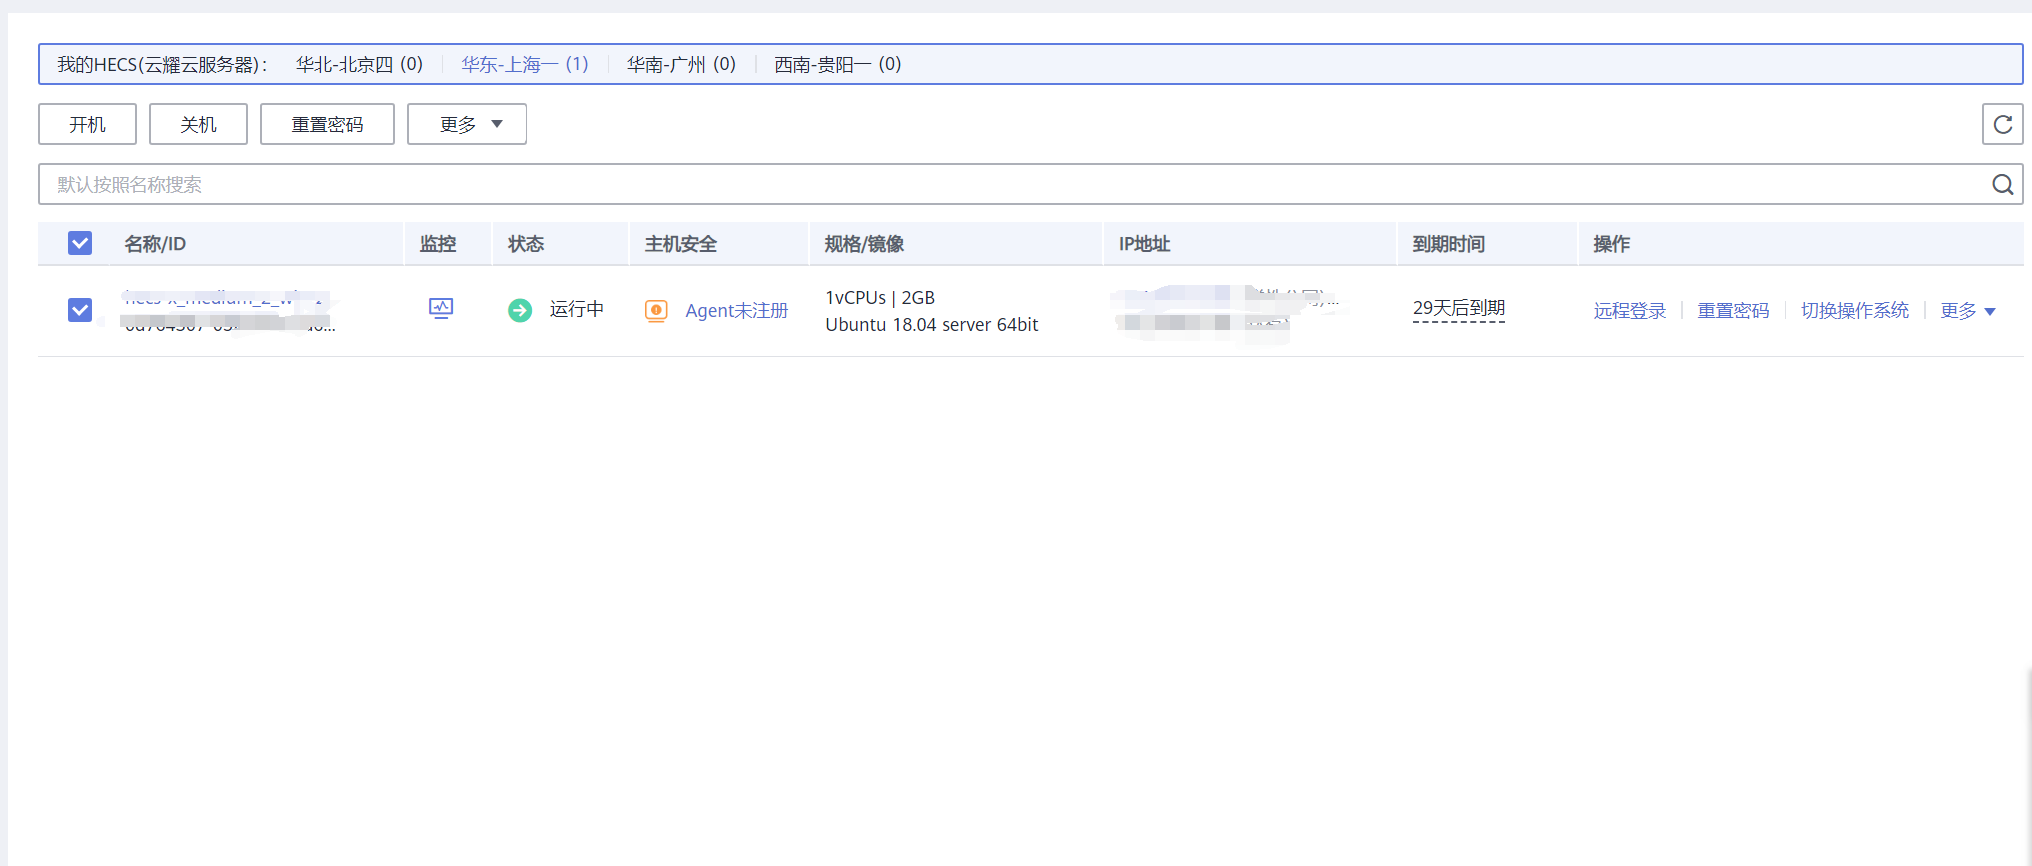 我的HECS(云耀云服务器)： 华北-北京四 (0) 华东-上海一 (1) 华南-广州 (0) 西南-贵阳一 (0)
开机 关机 重置密码 更多
默认按照名称搜索
名称/ID 监控 状态 主机安全 规格/镜像 IP地址 到期时间 操作
运行中 Agent未注册 1vCPUs | 2GB 29天后到期 远程登录 重置密码 切换操作系统 更多
Ubuntu 18.04 server 64bit